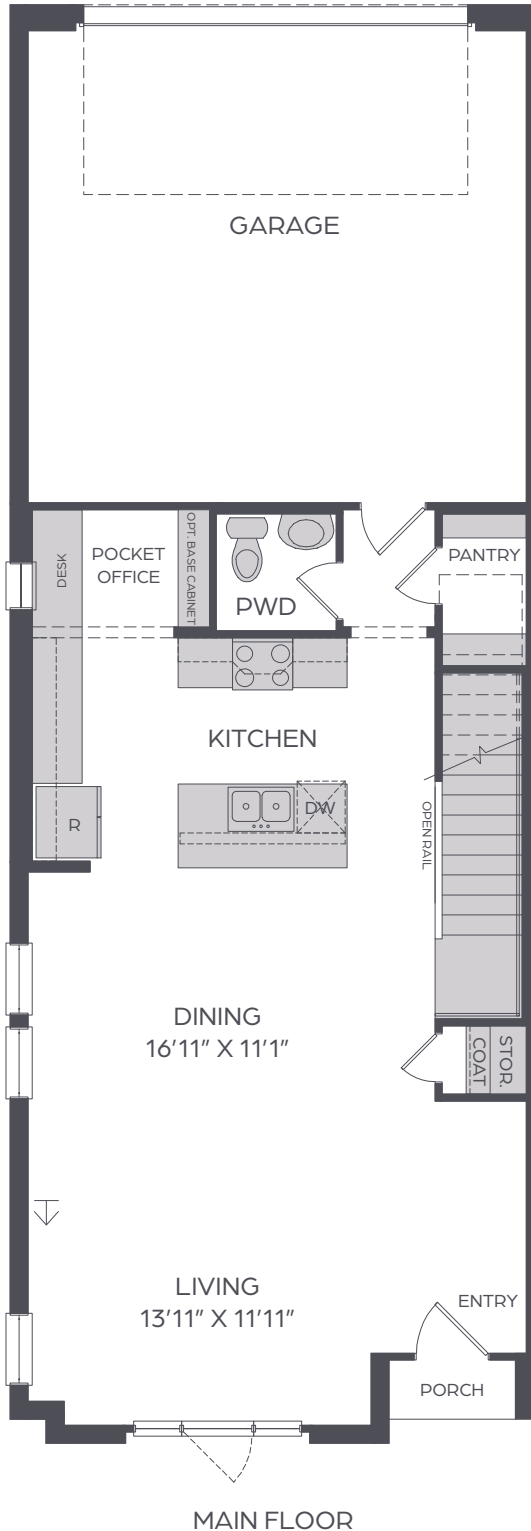 GARAGE
DESK
POCKET
OFFICE
OPT. BASE CABINET
PWD
PANTRY
KITCHEN
R
DW
OPEN RAIL
DINING
16'11" X 11'1"
COAT
STOR.
LIVING
13'11" X 11'11"
ENTRY
PORCH
MAIN FLOOR